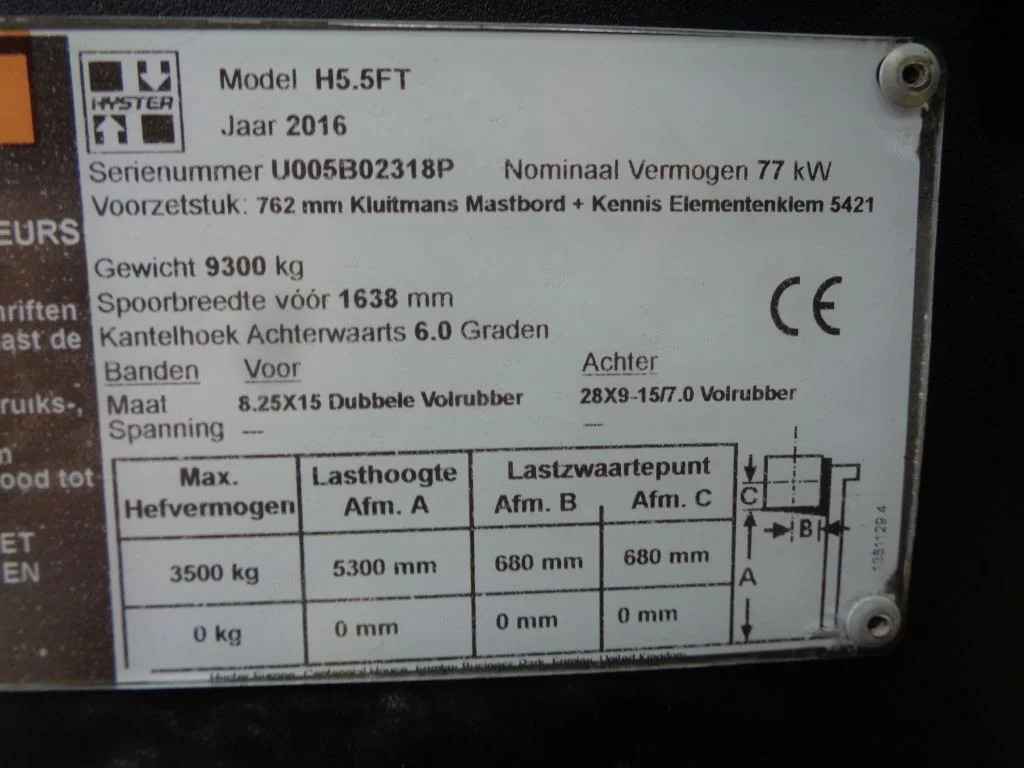 HYSTER
Model H5.5FT
Jaar 2016
Serienummer U005B02318P Nominaal Vermogen 77 kW
Voorzetstuk: 762 mm Kluitmans Mastbord + Kennis Elementenklem 5421
Gewicht 9300 kg
Spoorbreedte vóór 1638 mm
Kantelhoek Achterwaarts 6.0 Graden
CE
Banden Voor Achter
Maat 8.25X15 Dubbele Volrubber 28X9-15/7.0 Volrubber
Spanning --- ---
Max. Hefvermogen Lasthoogte Afm. A Lastzwaartepunt
Afm. B Afm. C
3500 kg 5300 mm 680 mm 680 mm
0 kg 0 mm 0 mm 0 mm
C
B
A
EURS
riften
ast de
ruiks-,
n
ood tot
ET
EN